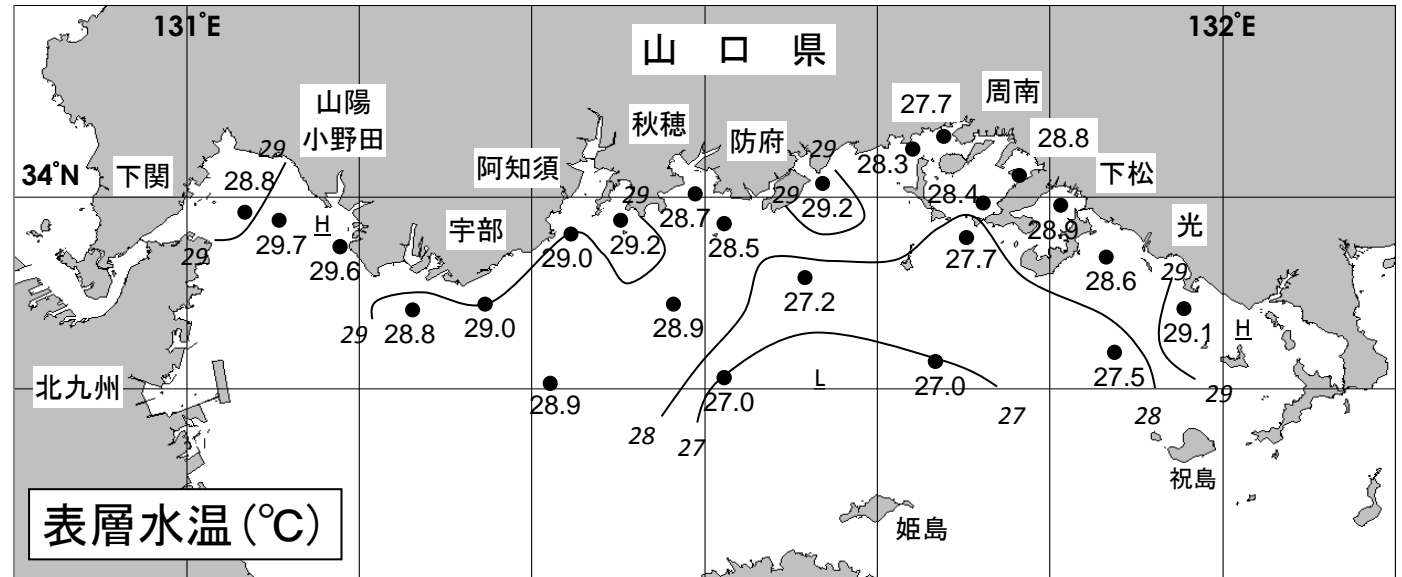 131°E
132°E
山 口 県
27.7
周南
山陽
小野田
秋穂
防府
28.8
29
29
28.3
34°N
下関
28.8
阿知須
下松
29
29
28.4
29.2
28.7
29.2
28.9
光
29.7
H
宇部
29.0
28.5
29
29.6
27.7
28.6
29
27.2
29.1
H
29
28.8
29.0
28.9
27.5
北九州
28.9
27.0
L
27.0
29
28
27
27
28
祝島
表層水温(℃)
姫島